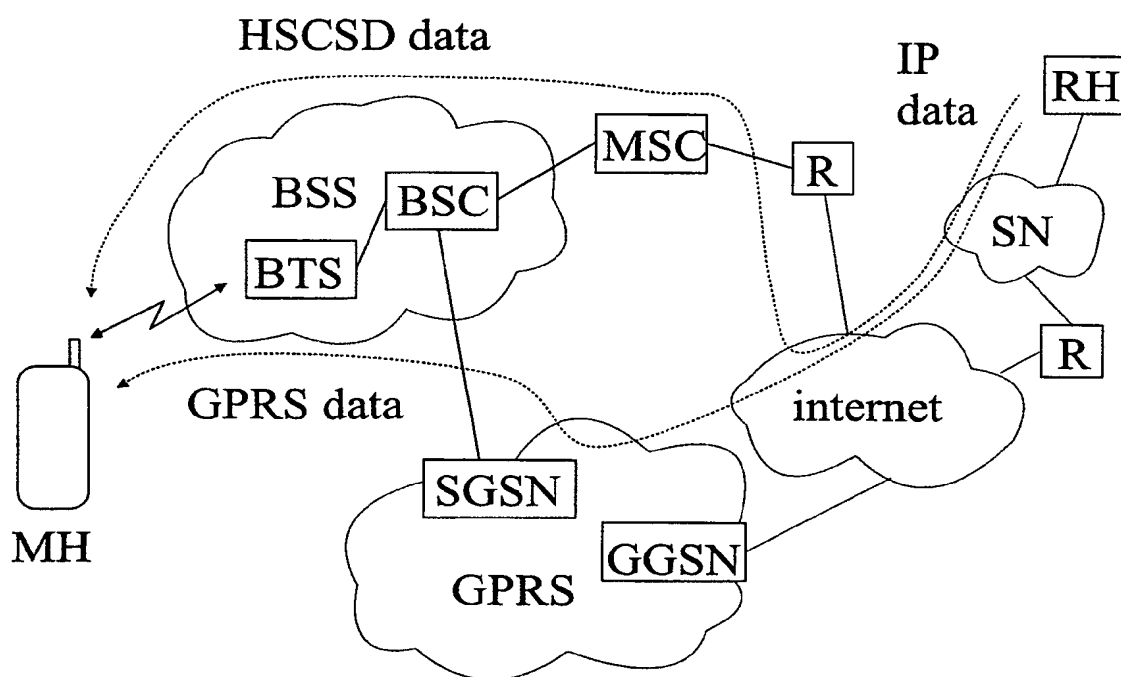 HSCSD data
IP
data
RH
MSC
R
BSS
BSC
SN
BTS
R
GPRS data
internet
SGSN
MH
GGSN
GPRS